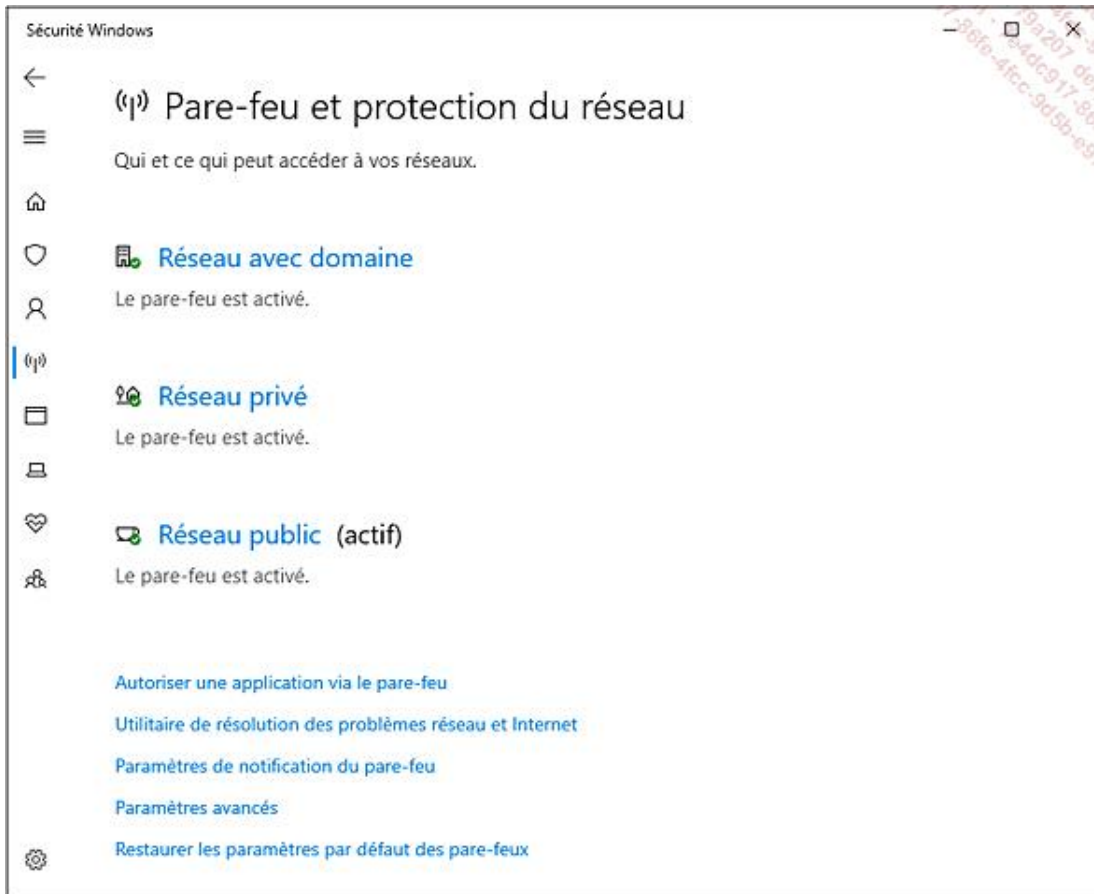 Sécurité Windows
Pare-feu et protection du réseau
Qui et ce qui peut accéder à vos réseaux.
Réseau avec domaine
Le pare-feu est activé.
Réseau privé
Le pare-feu est activé.
Réseau public (actif)
Le pare-feu est activé.
Autoriser une application via le pare-feu
Utilitaire de résolution des problèmes réseau et Internet
Paramètres de notification du pare-feu
Paramètres avancés
Restaurer les paramètres par défaut des pare-feux